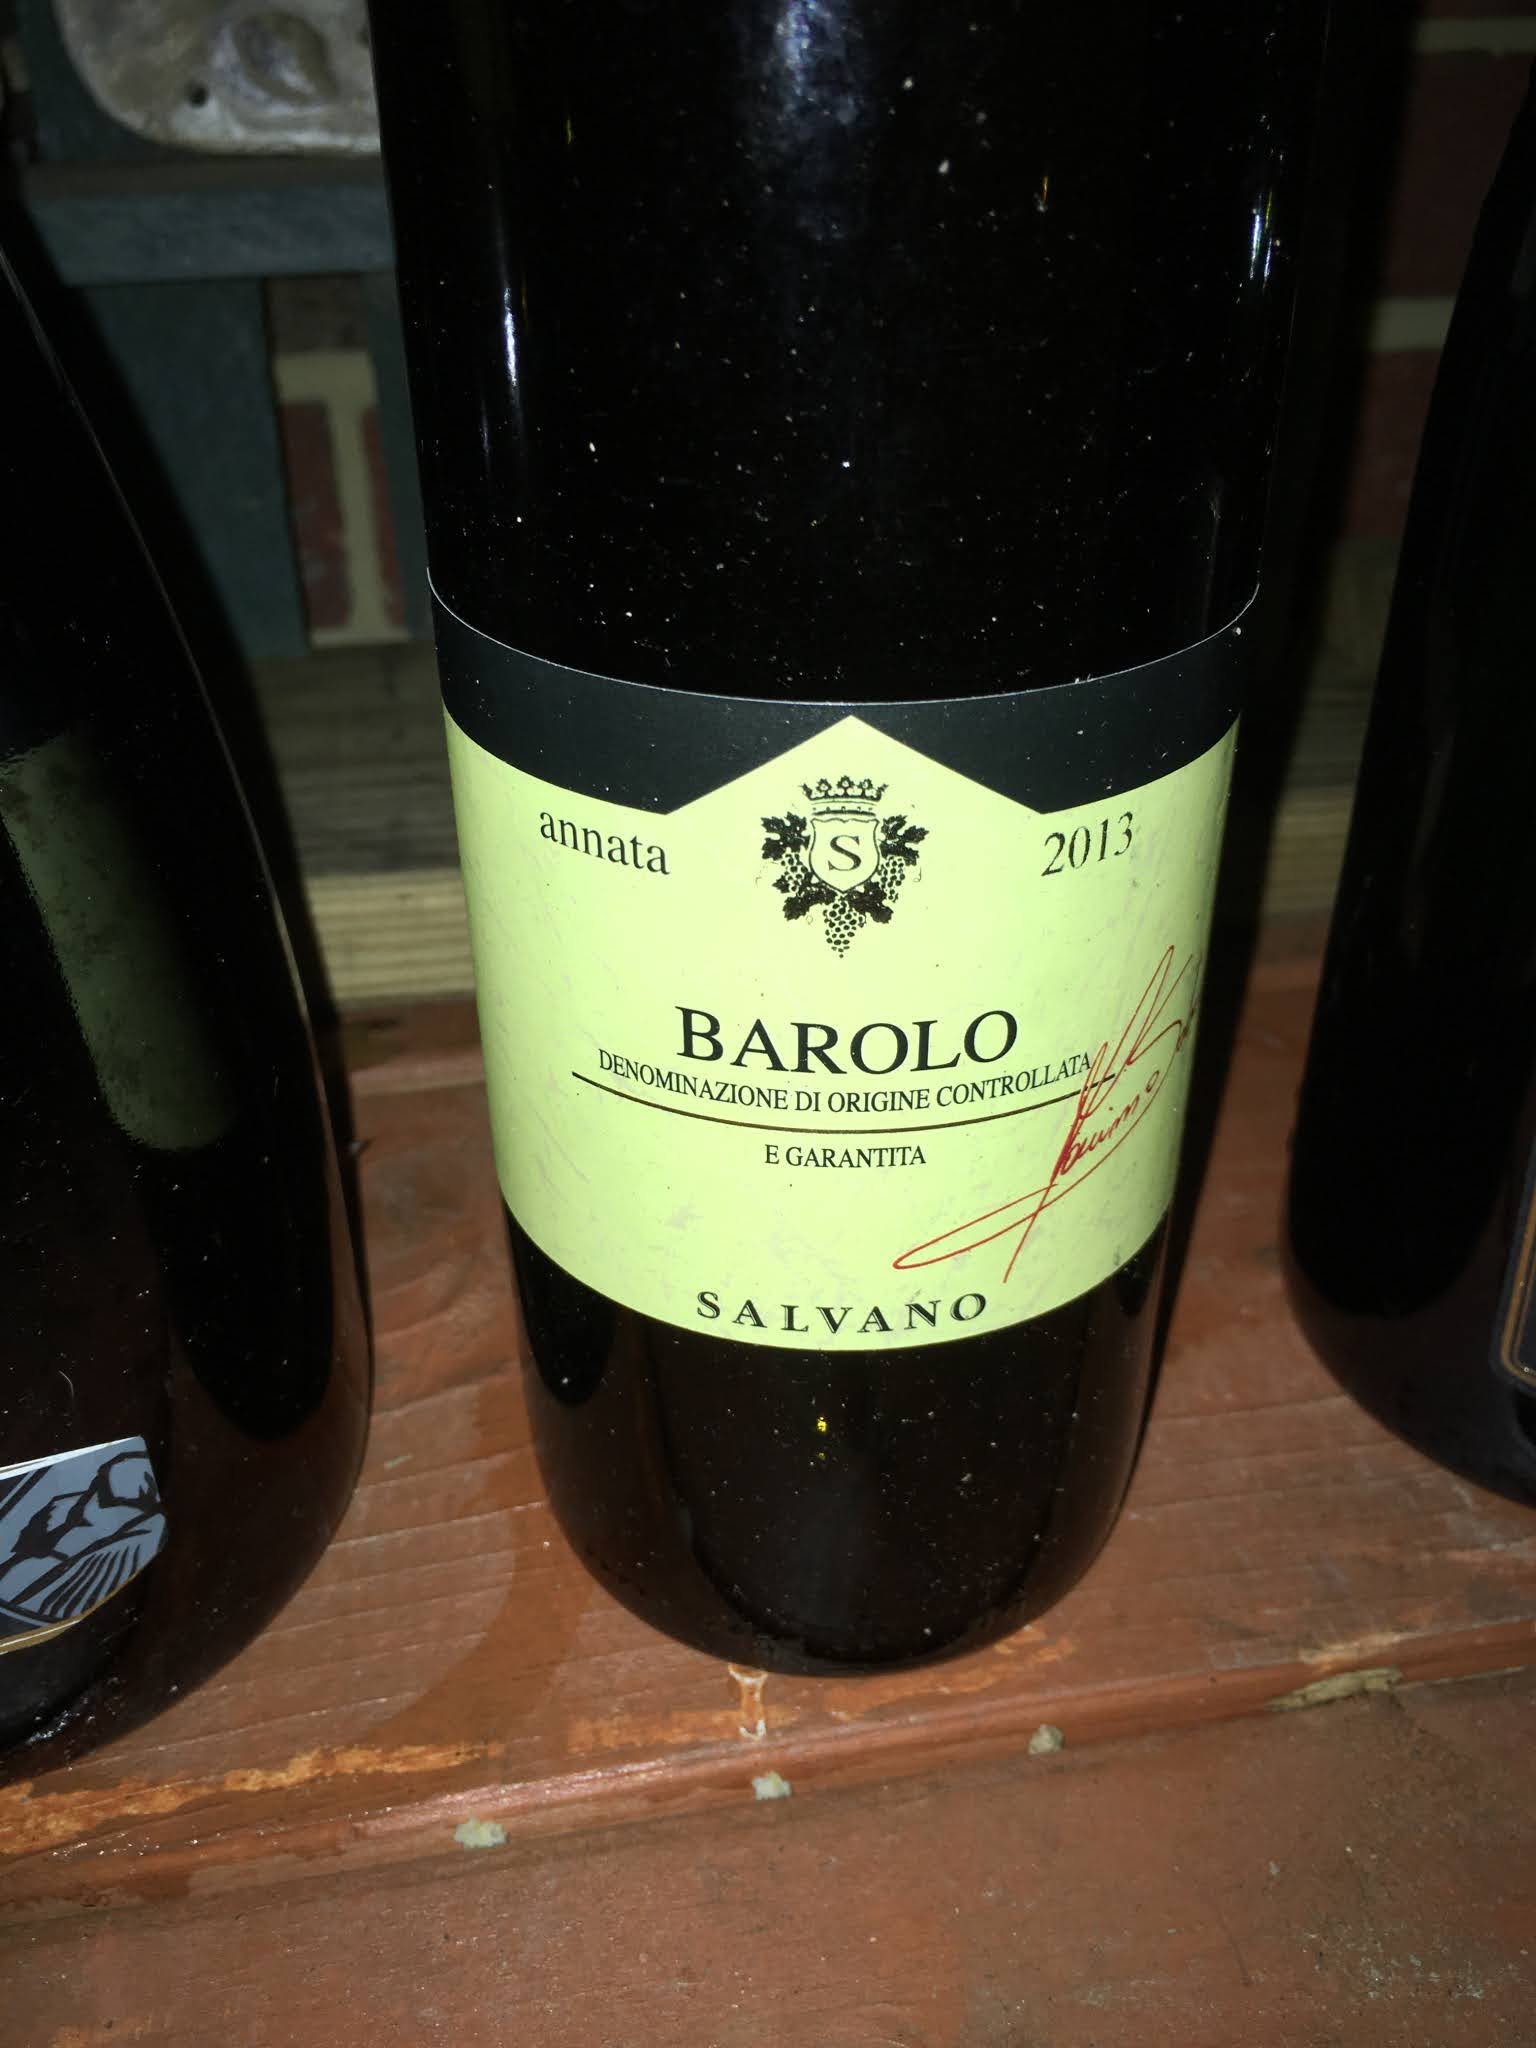 annata
2013
S
BAROLO
DENOMINAZIONE DI ORIGINE CONTROLLATA
E GARANTITA
SALVANO